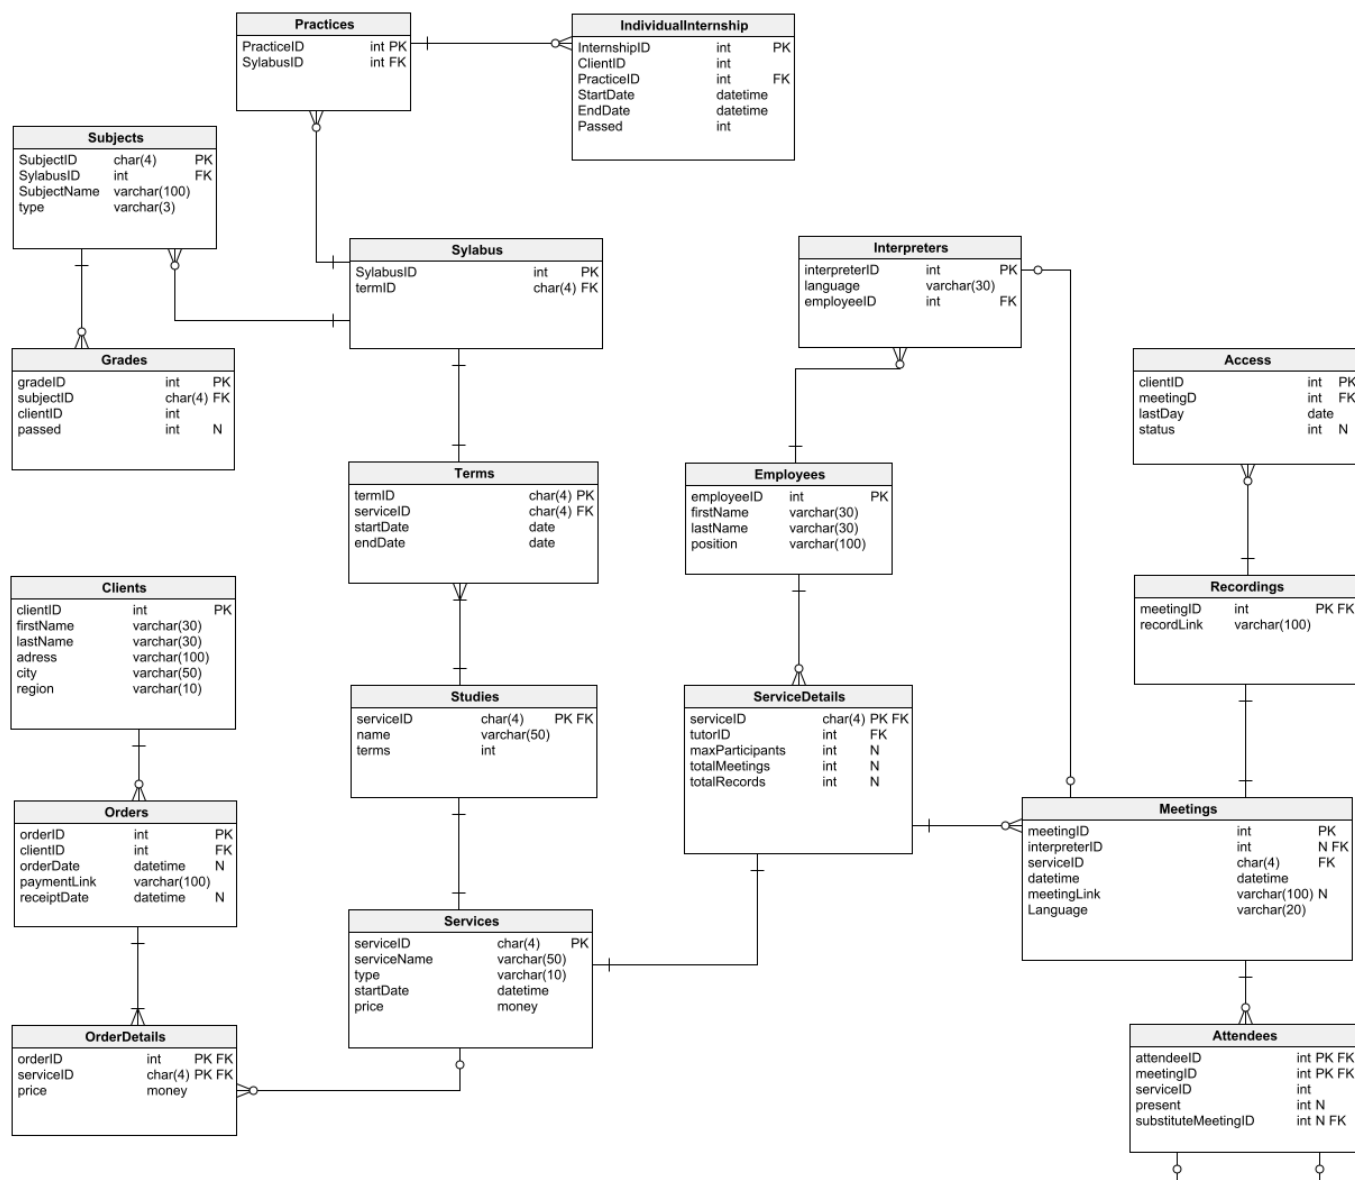 Practices
PracticeID int PK
SylabusID int FK
IndividualInternship
InternshipID int PK
ClientID int
PracticeID int FK
StartDate datetime
EndDate datetime
Passed int
Subjects
SubjectID char(4) PK
SylabusID int FK
SubjectName varchar(100)
type varchar(3)
Sylabus
SylabusID int PK
termID char(4) FK
Interpreters
interpreterID int PK
language varchar(30)
employeeID int FK
Grades
gradeID int PK
subjectID char(4) FK
clientID int
passed int N
Access
clientID int PK
meetingD int FK
lastDay date
status int N
Terms
termID char(4) PK
serviceID char(4) FK
startDate date
endDate date
Employees
employeeID int PK
firstName varchar(30)
lastName varchar(30)
position varchar(100)
Clients
clientID int PK
firstName varchar(30)
lastName varchar(30)
adress varchar(100)
city varchar(50)
region varchar(10)
Recordings
meetingID int PK FK
recordLink varchar(100)
Studies
serviceID char(4) PK FK
name varchar(50)
terms int
ServiceDetails
serviceID char(4) PK FK
tutorID int FK
maxParticipants int N
totalMeetings int N
totalRecords int N
Orders
orderID int PK
clientID int FK
orderDate datetime N
paymentLink varchar(100)
receiptDate datetime N
Meetings
meetingID int PK
interpreterID int N FK
serviceID char(4) FK
datetime datetime
meetingLink varchar(100) N
Language varchar(20)
Services
serviceID char(4) PK
serviceName varchar(50)
type varchar(10)
startDate datetime
price money
OrderDetails
orderID int PK FK
serviceID char(4) PK FK
price money
Attendees
attendeeID int PK FK
meetingID int PK FK
serviceID int
present int N
substituteMeetingID int N FK